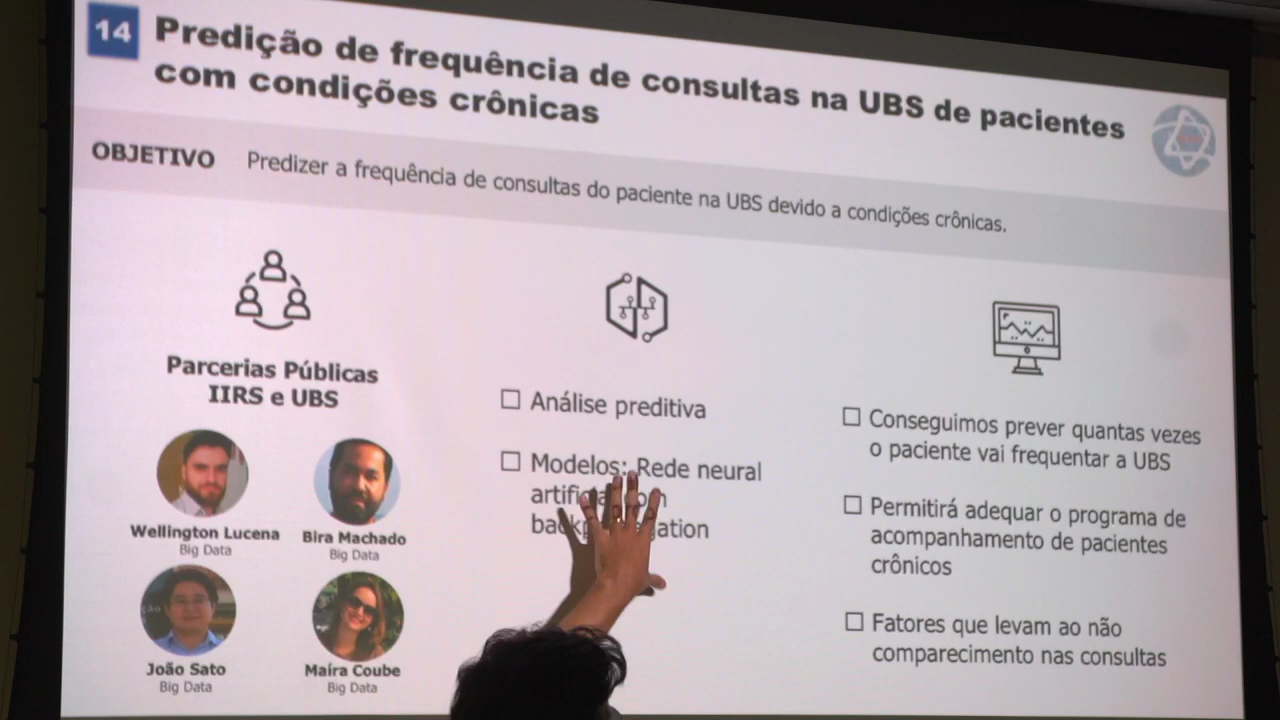 14
Predição de frequência de consultas na UBS de pacientes
com condições crônicas
OBJETIVO Predizer a frequência de consultas do paciente na UBS devido a condições crônicas.
Parcerias Públicas
IIRS e UBS
Wellington Lucena
Big Data
Bira Machado
Big Data
João Sato
Big Data
Maíra Coube
Big Data
Análise preditiva
Modelos: Rede neural
Conseguimos prever quantas vezes
o paciente vai frequentar a UBS
Permitirá adequar o programa de
acompanhamento de pacientes
crônicos
Fatores que levam ao não
comparecimento nas consultas